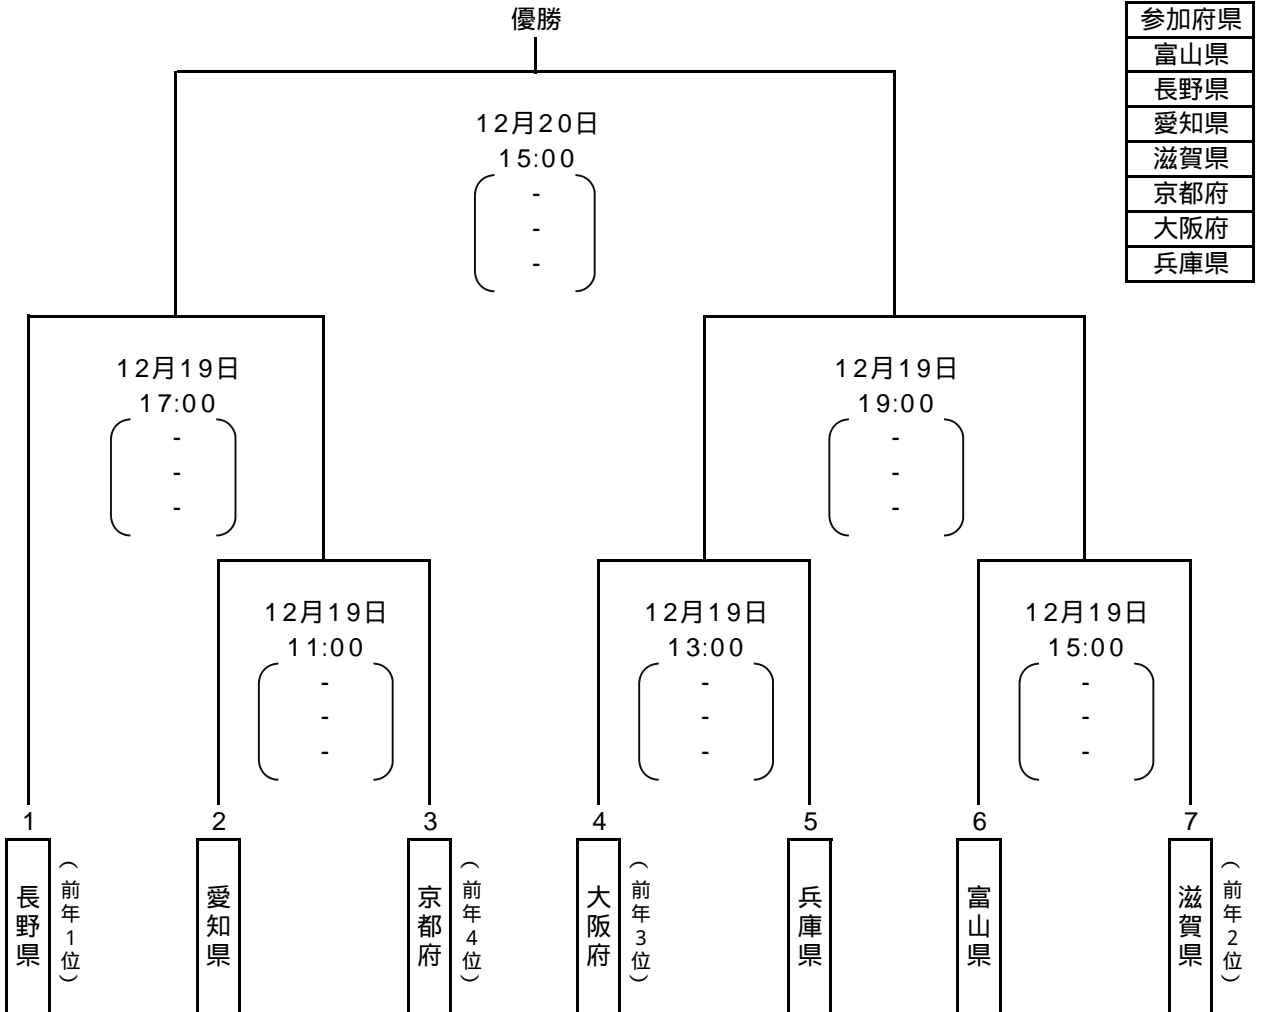 優勝
参加府県
富山県
長野県
愛知県
滋賀県
京都府
大阪府
兵庫県
12月20日
15:00
-
-
-
12月19日
17:00
-
-
-
12月19日
19:00
-
-
-
12月19日
11:00
-
-
-
12月19日
13:00
-
-
-
12月19日
15:00
-
-
-
1
長野県
（前年1位）
2
愛知県
3
京都府
（前年4位）
4
大阪府
（前年3位）
5
兵庫県
6
富山県
7
滋賀県
（前年2位）